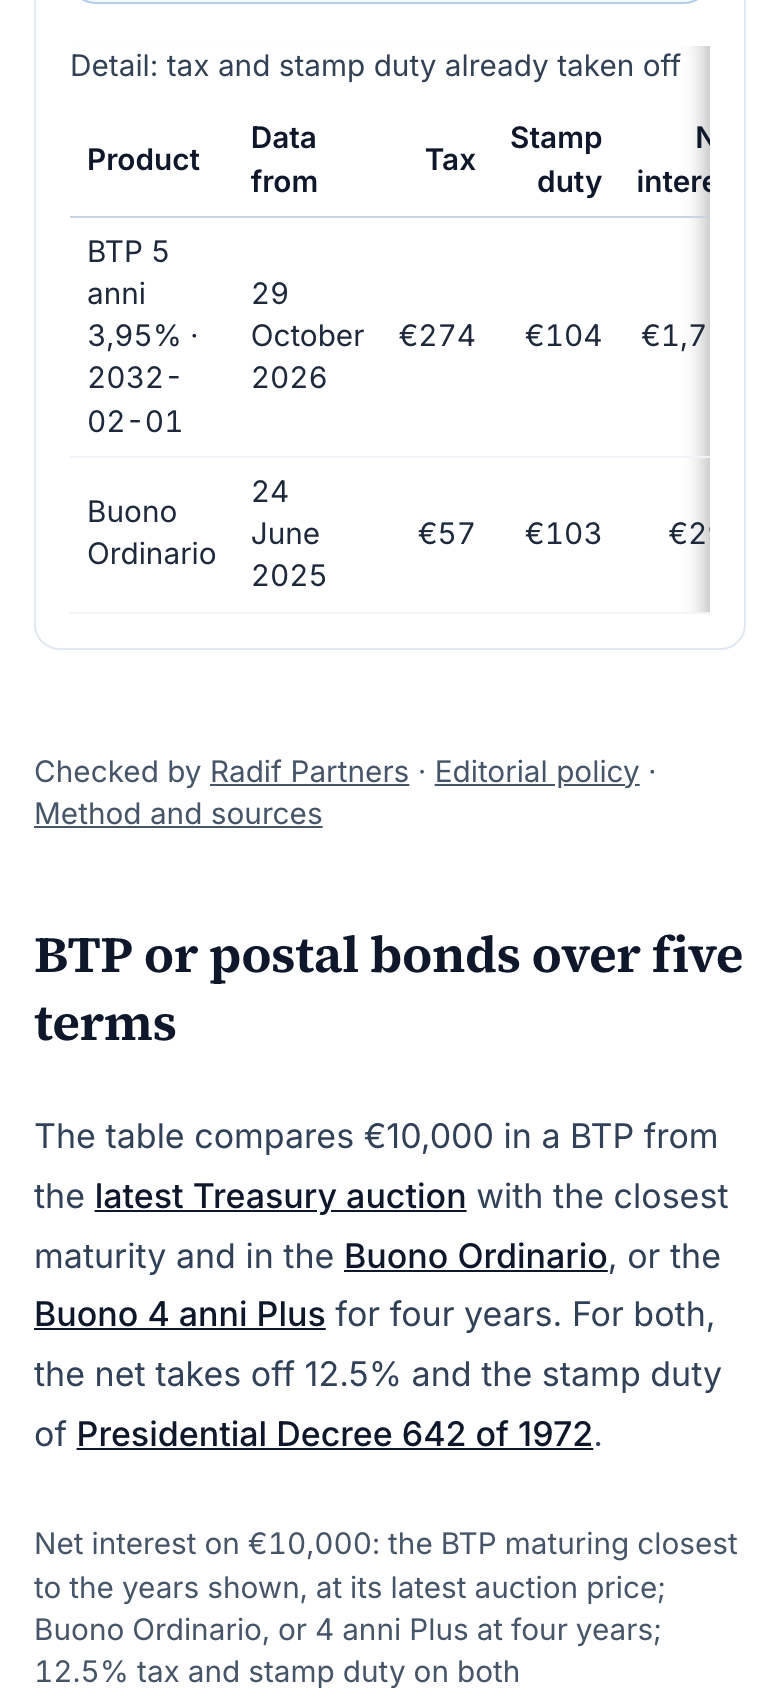 Detail: tax and stamp duty already taken off
Product Data from Tax Stamp duty
BTP 5 anni 3,95% · 2032-02-01 29 October 2026 €274 €104 €1,7
Buono Ordinario 24 June 2025 €57 €103
Checked by Radif Partners · Editorial policy ·
Method and sources
BTP or postal bonds over five
terms
The table compares €10,000 in a BTP from
the latest Treasury auction with the closest
maturity and in the Buono Ordinario, or the
Buono 4 anni Plus for four years. For both,
the net takes off 12.5% and the stamp duty
of Presidential Decree 642 of 1972.
Net interest on €10,000: the BTP maturing closest
to the years shown, at its latest auction price;
Buono Ordinario, or 4 anni Plus at four years;
12.5% tax and stamp duty on both